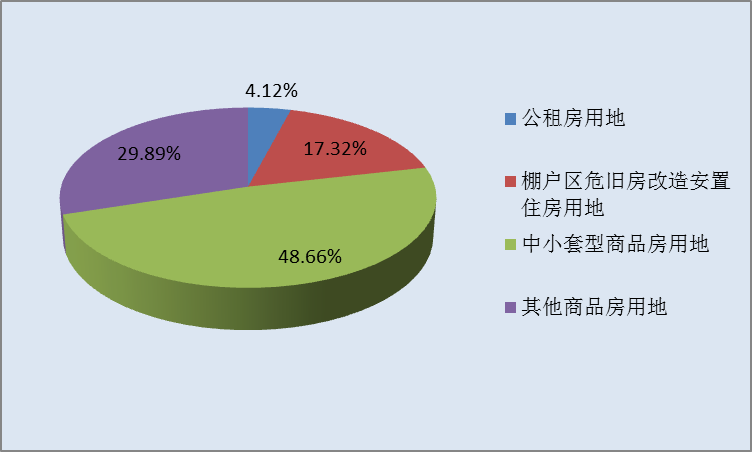 4.12%
17.32%
29.89%
48.66%
公租房用地
棚户区危旧房改造安置
住房用地
中小套型商品房用地
其他商品房用地